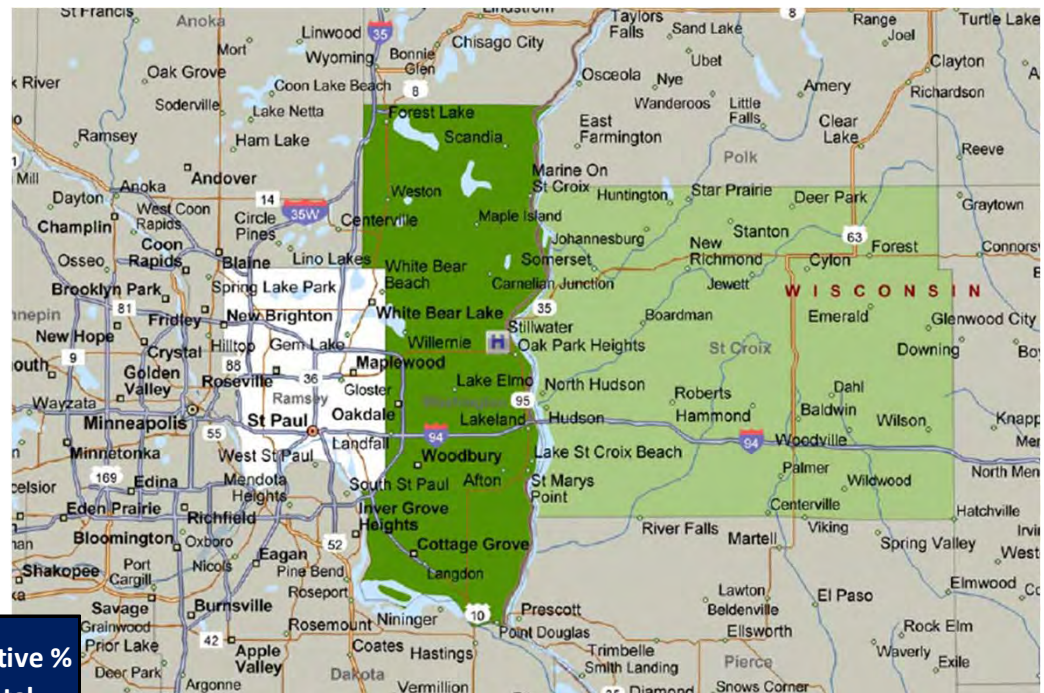 St Francis
Anoka
Linwood
35
Lindstrom
Chisago City
Taylors
Falls
Sand Lake
8
Range
Joel
Turtle Lake
Mort
Wyoming
Bonnie
Glen
Ubet
Clayton
Oak Grove
Coon Lake Beach
8
Osceola
Nye
Amery
Richardson
k River
Soderville
Lake Netta
Forest Lake
Wanderoos
Little
Falls
Ramsey
Ham Lake
Scandia
East
Farmington
Clear
Lake
Reeve
Polk
Mill
Andover
Marine On
St Croix
Anoka
Dayton
14
35W
Weston
Huntington
Star Prairie
Deer Park
Graytown
West Coon
Rapids
Circle
Pines
Centerville
Maple Island
Stanton
63
Champlin
Coon
Rapids
Johannesburg
New
Richmond
Forest
Connors
Osseo
Blaine
Lino Lakes
White Bear
Beach
Somerset
Cylon
Spring Lake Park
Carnelian Junction
Jewett
WISCONSIN
Brooklyn Park
81
35
Emerald
nnepin
Fridley
New Brighton
White Bear Lake
Boardman
Glenwood City
New Hope
Stillwater
H
Crystal
Hilltop
Gem Lake
Willernie
Oak Park Heights
St Croix
Downing
Boy
outh
9
88
Maplewood
Golden
Valley
Roseville
36
Gloster
Lake Elmo
North Hudson
Dahl
Ramsey
Roberts
Wayzata
Oakdale
95
Hammond
Baldwin
Wilson
Knapp
Minneapolis
St Paul
Lakeland
Hudson
55
Landfall
94
94
Woodville
Minnetonka
West St Paul
Woodbury
Lake St Croix Beach
North Men
169
Edina
Mendota
Heights
South St Paul
Afton
St Marys
Point
Palmer
Wildwood
celsior
Eden Prairie
Richfield
Inver Grove
Heights
Centerville
Hatchville
River Falls
Viking
Bloomington
Oxboro
52
Cottage Grove
Martell
Spring Valley
West
Eagan
Shakopee
Port
Cargill
Nicols
Pine Bend
Langdon
Elmwood
Roseport
Lawton
El Paso
Savage
Burnsville
10
Prescott
Beldenville
Grainwood
Rosemount
Nininger
Point Douglas
Ellsworth
Rock Elm
tive %
Prior Lake
42
Apple
Valley
Coates
Hastings
Trimbelle
Waverly
Dakota
Smith Landing
Pierce
Exile
Deer Park
Argonne
Vermillion
Diamond
Snows Corner